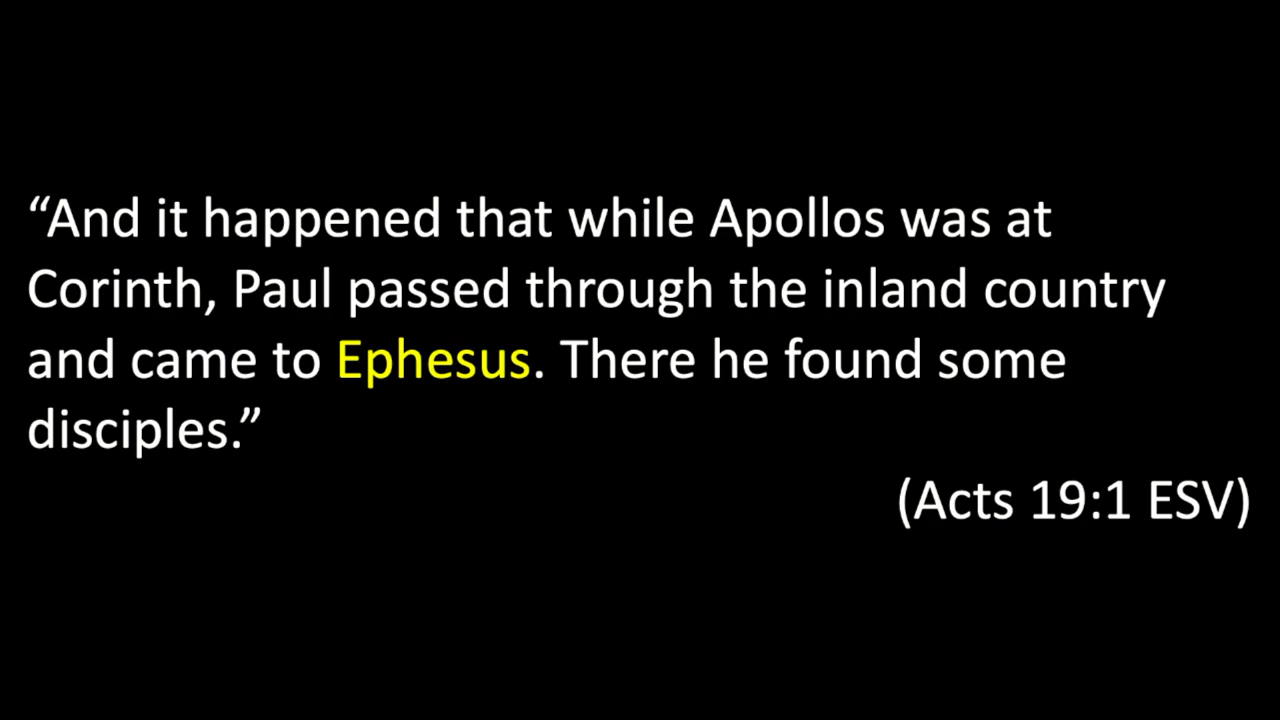 “And it happened that while Apollos was at
Corinth, Paul passed through the inland country
and came to Ephesus. There he found some
disciples.”
(Acts 19:1 ESV)